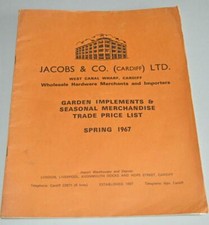 JACOBS & CO. (CARDIFF) LTD.
WEST CANAL WHARF, CARDIFF
Wholesale Hardware Merchants and Importers
GARDEN IMPLEMENTS &
SEASONAL MERCHANDISE
TRADE PRICE LIST
SPRING 1967